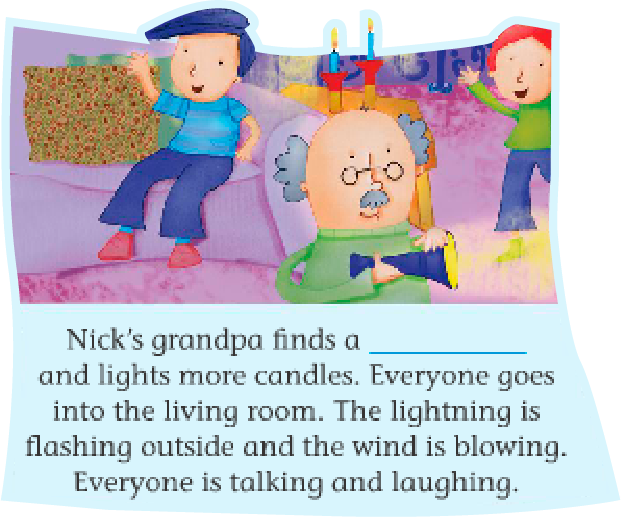 Nick's grandpa finds a ___________
and lights more candles. Everyone goes
into the living room. The lightning is
flashing outside and the wind is blowing.
Everyone is talking and laughing.